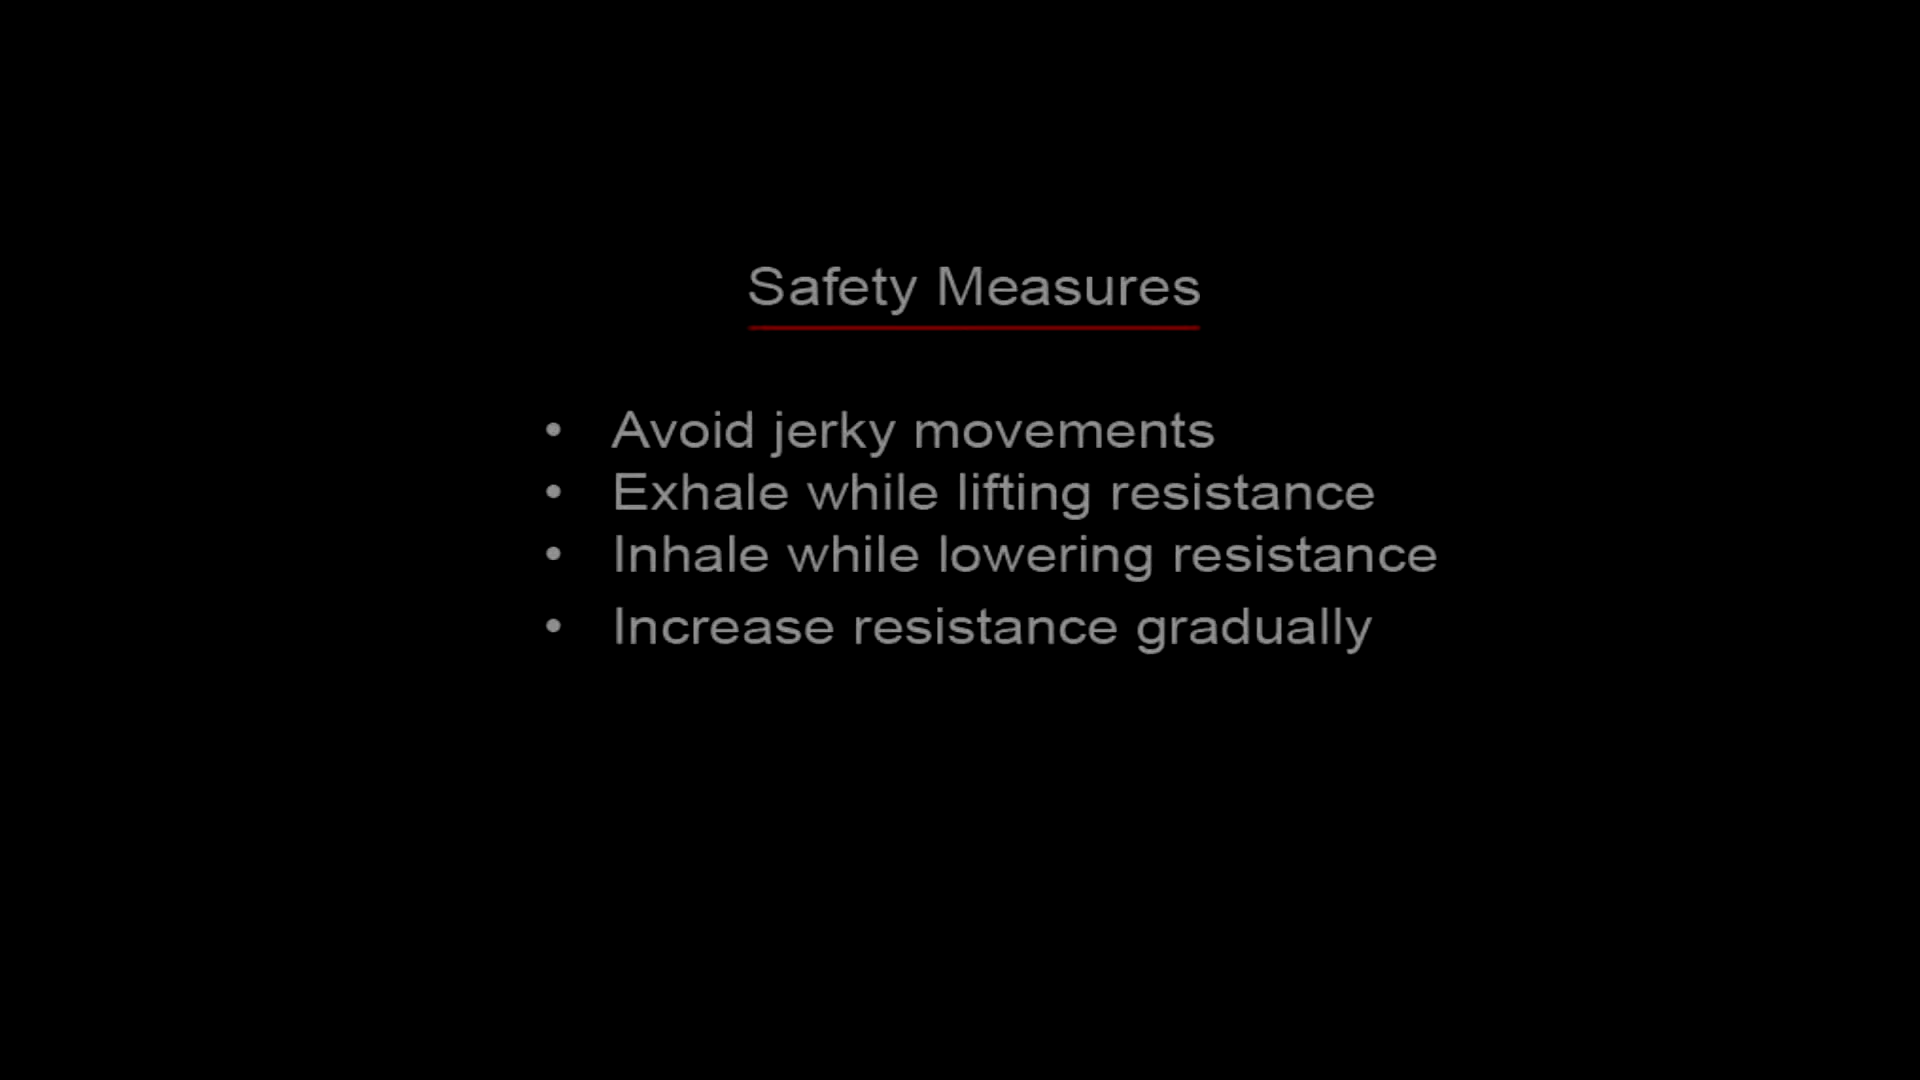 Safety Measures
• Avoid jerky movements
• Exhale while lifting resistance
• Inhale while lowering resistance
• Increase resistance gradually